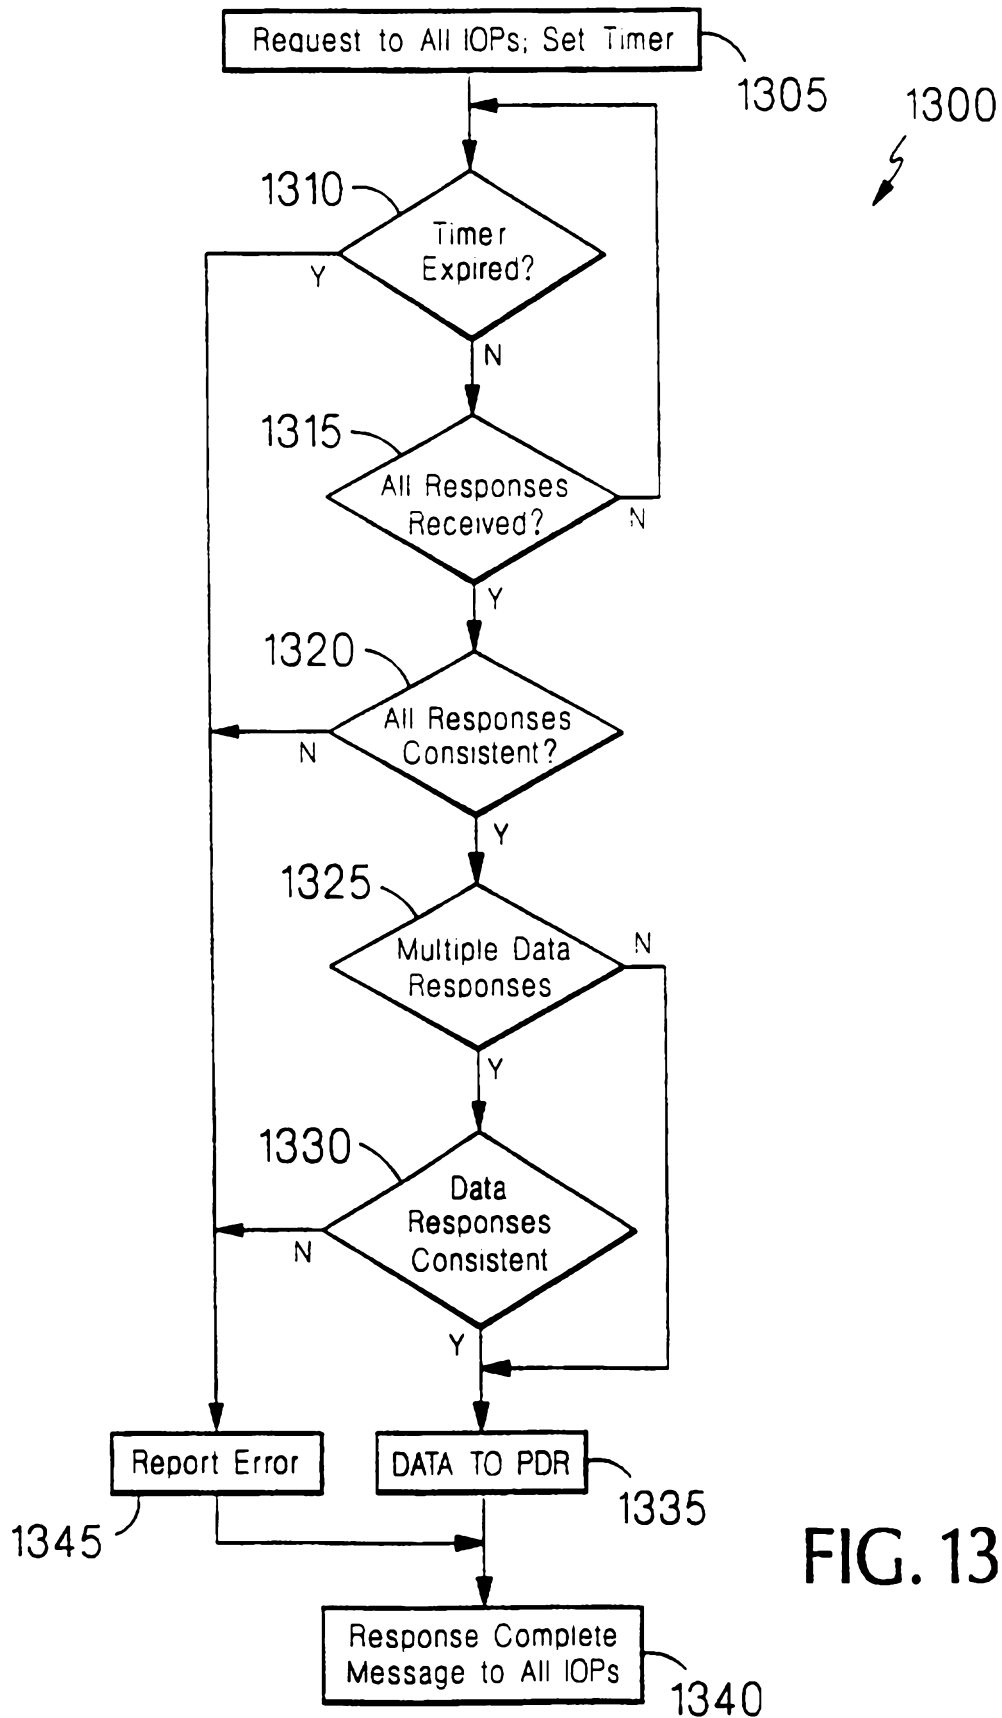 Request to All IOPs; Set Timer
1305
1300
1310
Timer
Expired?
Y
N
1315
All Responses
Received?
N
Y
1320
All Responses
Consistent?
N
Y
1325
Multiple Data
Responses
N
Y
1330
Data
Responses
Consistent
N
Y
Report Error
DATA TO PDR
1345
1335
FIG. 13
Response Complete
Message to All IOPs
1340